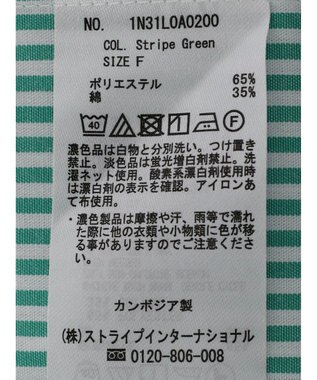 NO. 1N31L0A0200
COL. Stripe Green
SIZE F
ポリエステル 65%
綿 35%
40 F
濃色品は白物と分別洗い。つけ置き
禁止。淡色品は蛍光増白剤禁止。洗
濯ネット使用。酸素系漂白剤使用時
は漂白剤の表示を確認。アイロンあ
て布使用。
・濃色製品は摩擦や汗、雨等で濡れ
た際に他の衣類や小物類に色が移
る事がありますのでご注意くださ
い。
カンボジア製
(株)ストライプインターナショナル
0120-806-008